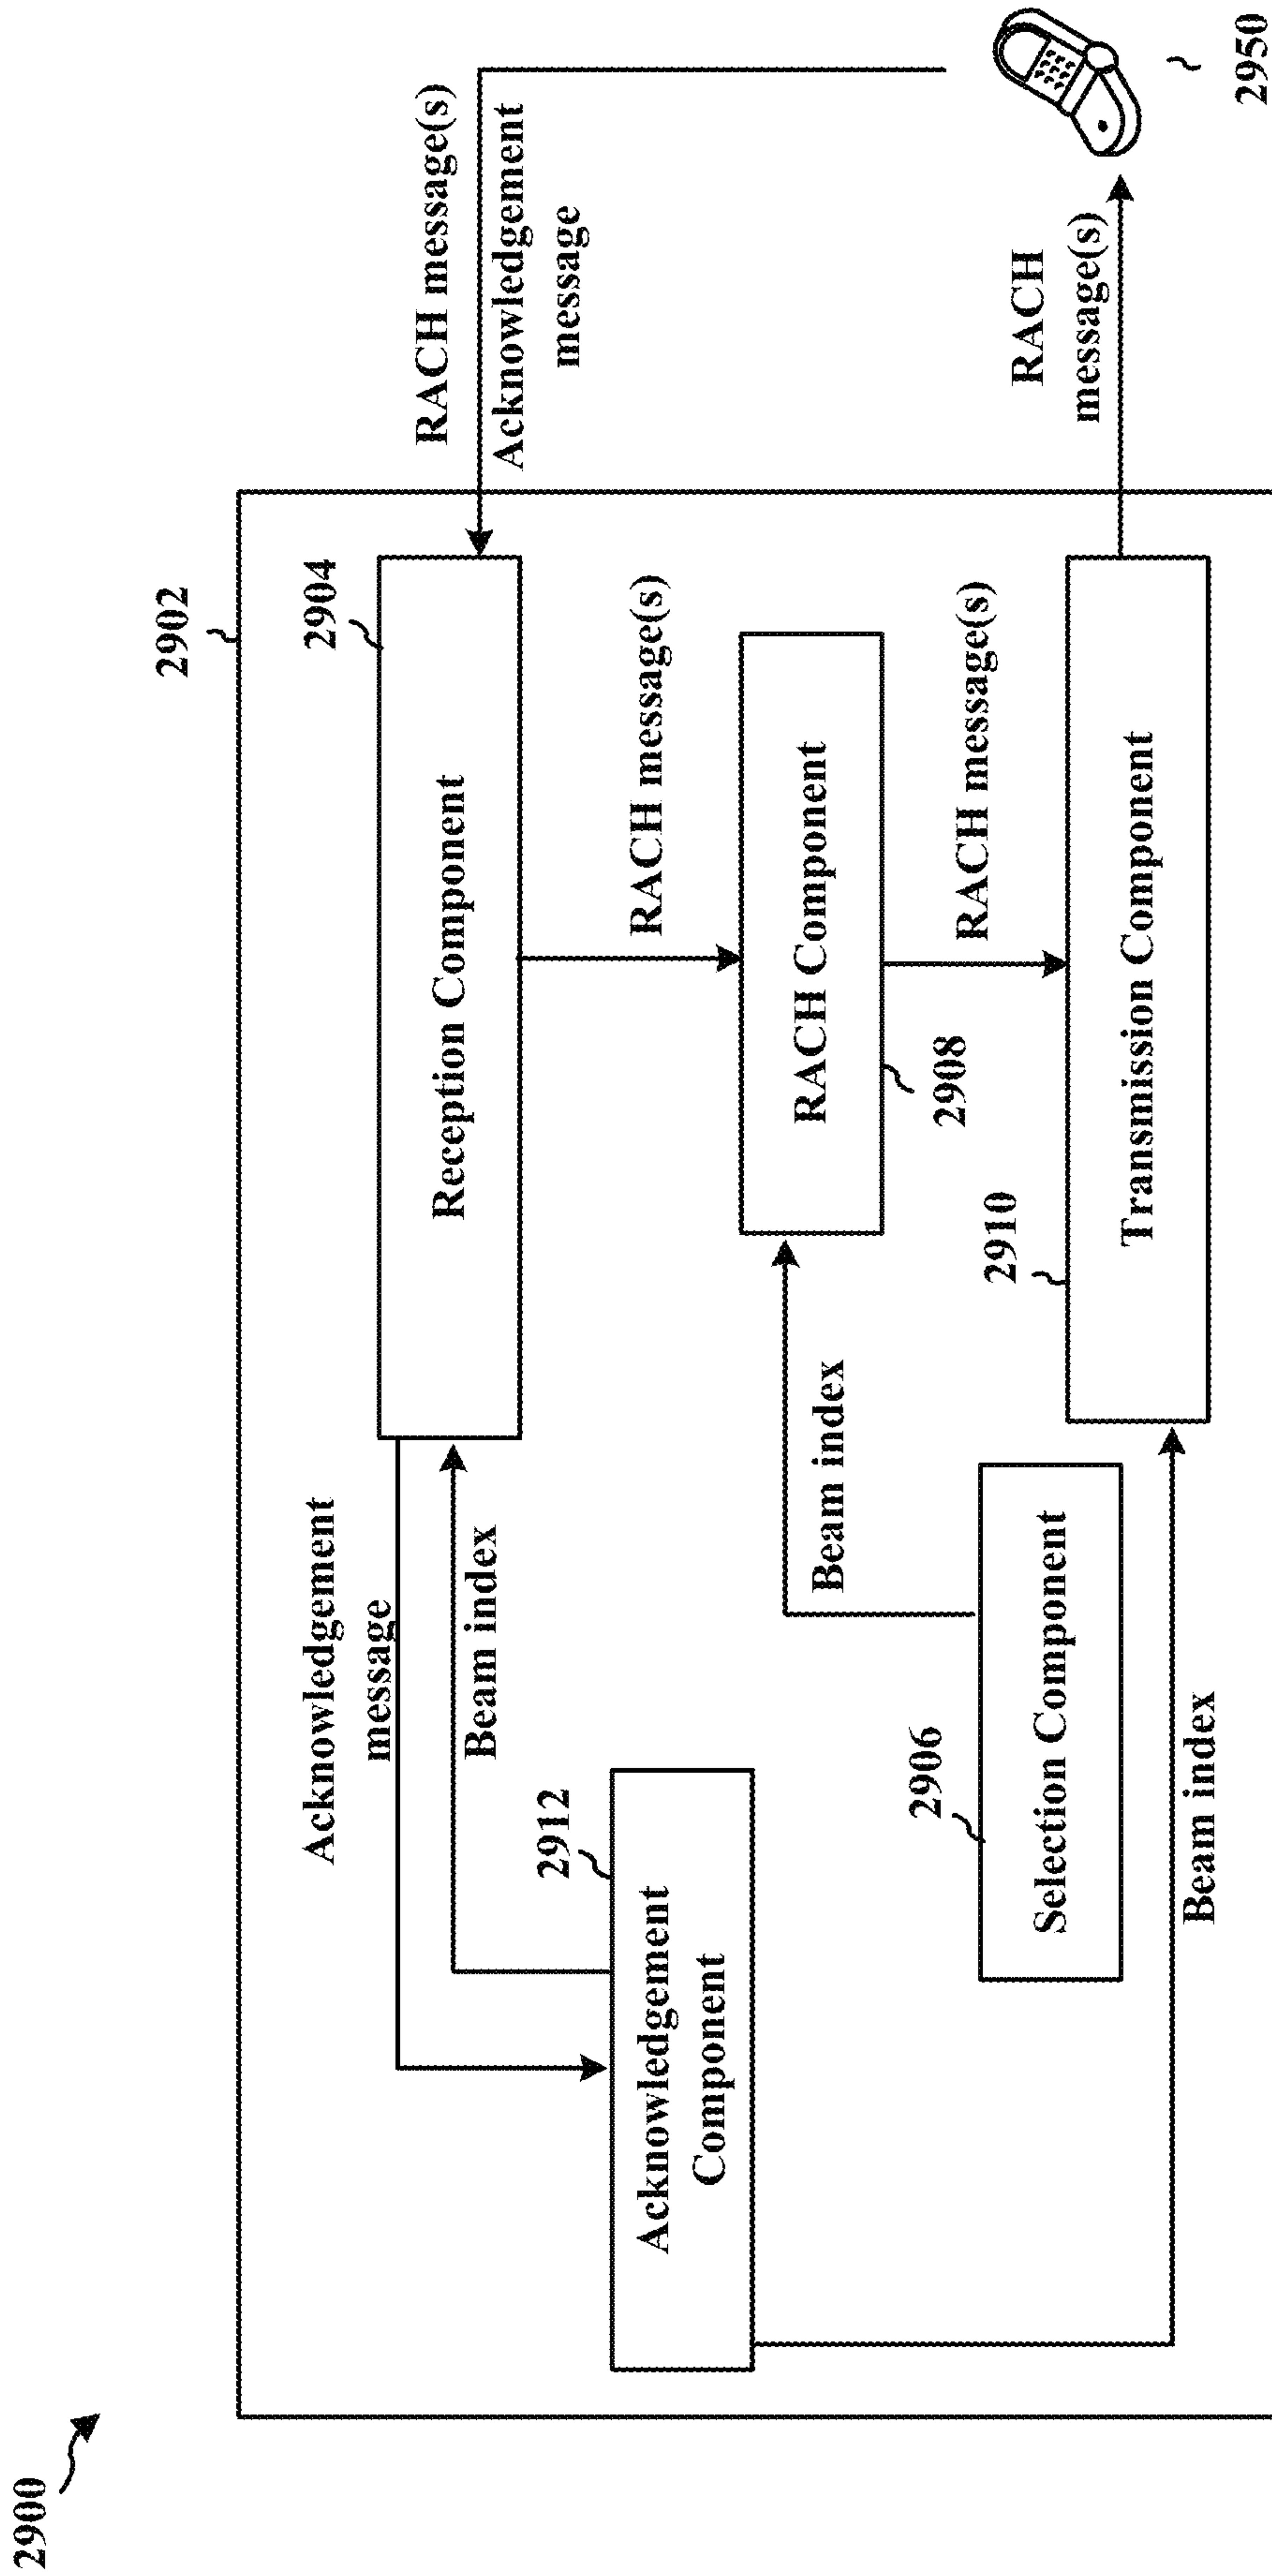 2900
2902
2904
RACH message(s)
Acknowledgement
message
Acknowledgement
message
Reception Component
Beam index
RACH message(s)
2912
Acknowledgement
Component
Beam index
RACH Component
2908
RACH message(s)
RACH
message(s)
2906
Selection Component
2910
Transmission Component
Beam index
2950